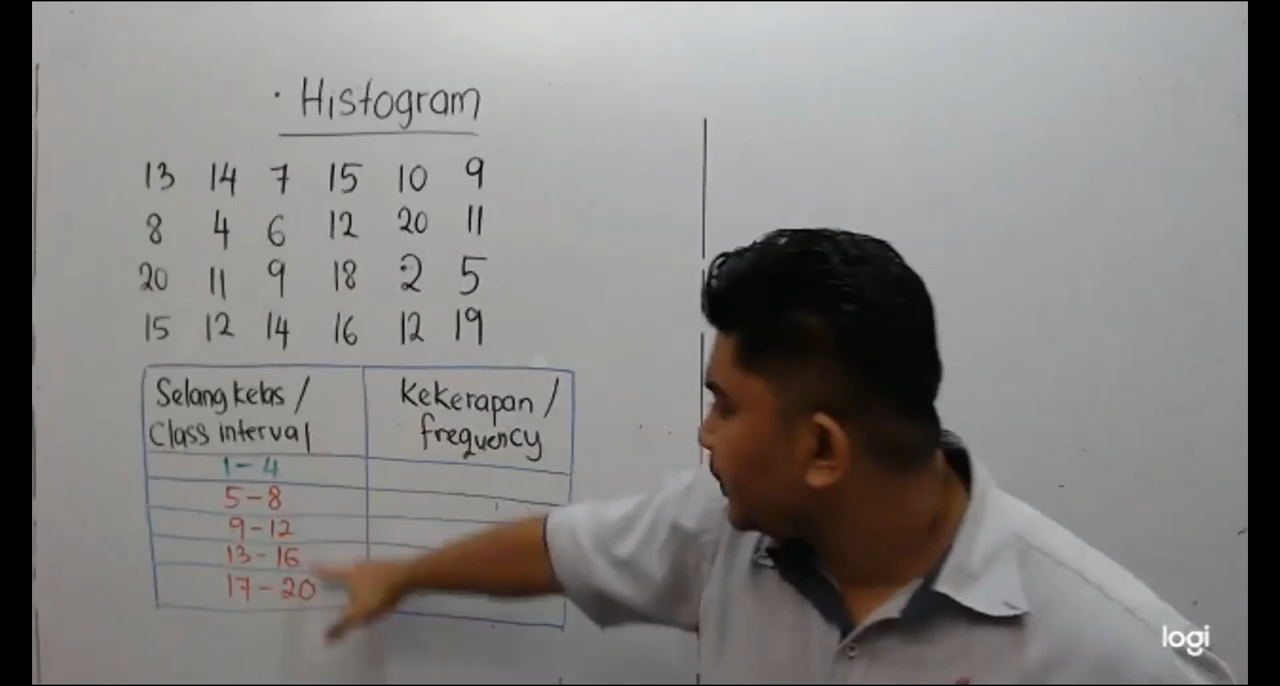 · Histogram
13 14 7 15 10 9
8 4 6 12 20 11
20 11 9 18 2 5
15 12 14 16 12 19
Selang kelas / Kekerapan /
Class interval frequency
1 - 4
5 - 8
9 - 12
13 - 16
17 - 20
logi